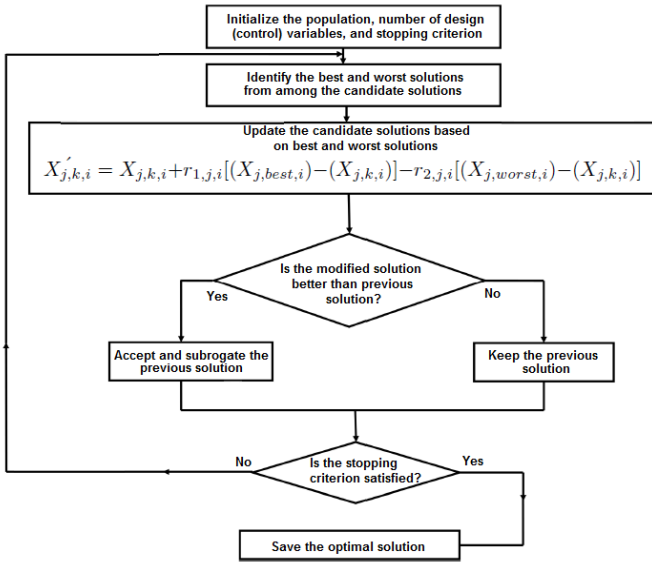 Initialize the population, number of design
(control) variables, and stopping criterion
Identify the best and worst solutions
from among the candidate solutions
Update the candidate solutions based
on best and worst solutions
X´j,k,i = Xj,k,i+r1,j,i[(Xj,best,i)−(Xj,k,i)]−r2,j,i[(Xj,worst,i)−(Xj,k,i)]
Is the modified solution
better than previous
solution?
Yes
No
Accept and subrogate the
previous solution
Keep the previous
solution
Is the stopping
criterion satisfied?
No
Yes
Save the optimal solution